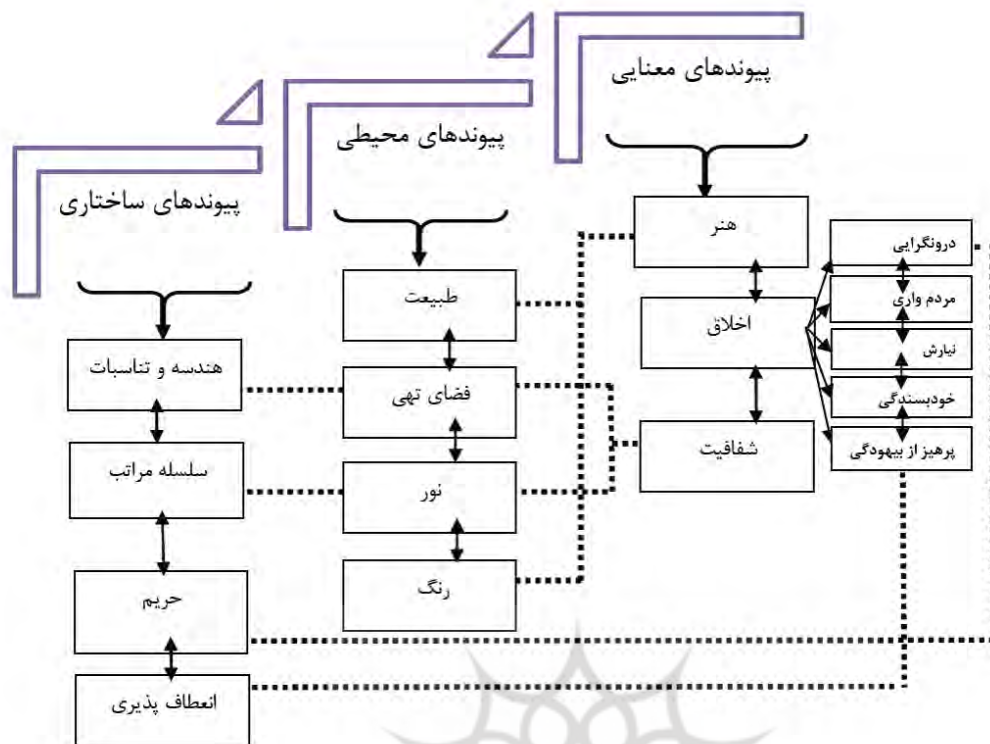 پیوندهای معنایی
هنر
اخلاق
شفافیت
درونگرایی
مردم واری
نیارش
خودبسندگی
پرهیز از بیهودگی
پیوندهای محیطی
طبیعت
فضای تهی
نور
رنگ
پیوندهای ساختاری
هندسه و تناسبات
سلسله مراتب
حریم
انعطاف پذیری